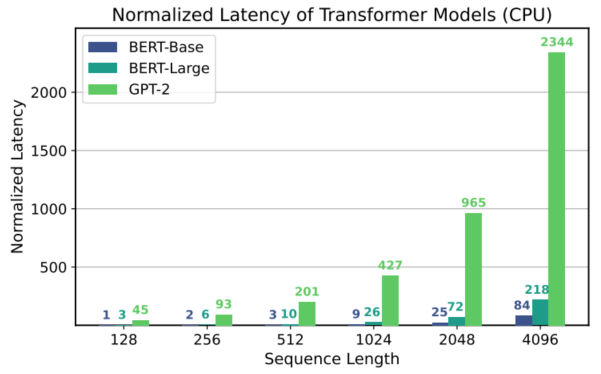 Normalized Latency of Transformer Models (CPU)
BERT-Base
BERT-Large
GPT-2
Normalized Latency
2000
1500
1000
500
1 3 45
2 6 93
3 10 201
9 26 427
25 72 965
84 218 2344
128 256 512 1024 2048 4096
Sequence Length